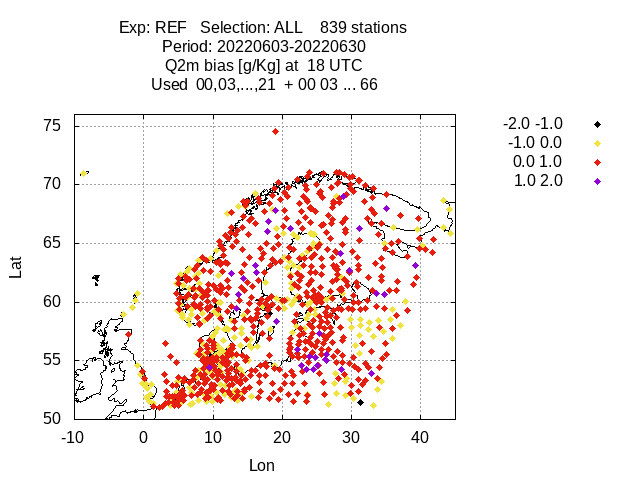 Exp: REF   Selection: ALL    839 stations
Period: 20220603-20220630
Q2m bias [g/Kg] at  18 UTC
Used  00,03,...,21  + 00 03 ... 66
-2.0 -1.0
-1.0 0.0
0.0 1.0
1.0 2.0
75
70
65
60
55
50
Lat
-10
0
10
20
30
40
Lon